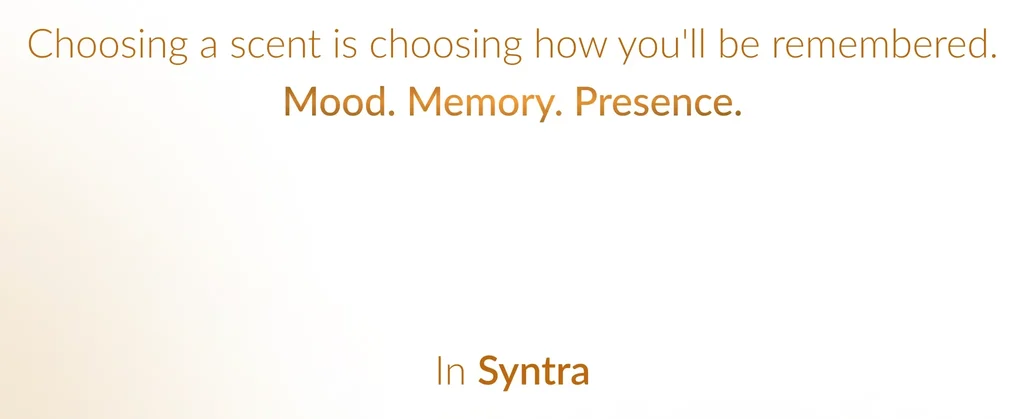 Choosing a scent is choosing how you'll be remembered.
Mood. Memory. Presence.
In Syntra